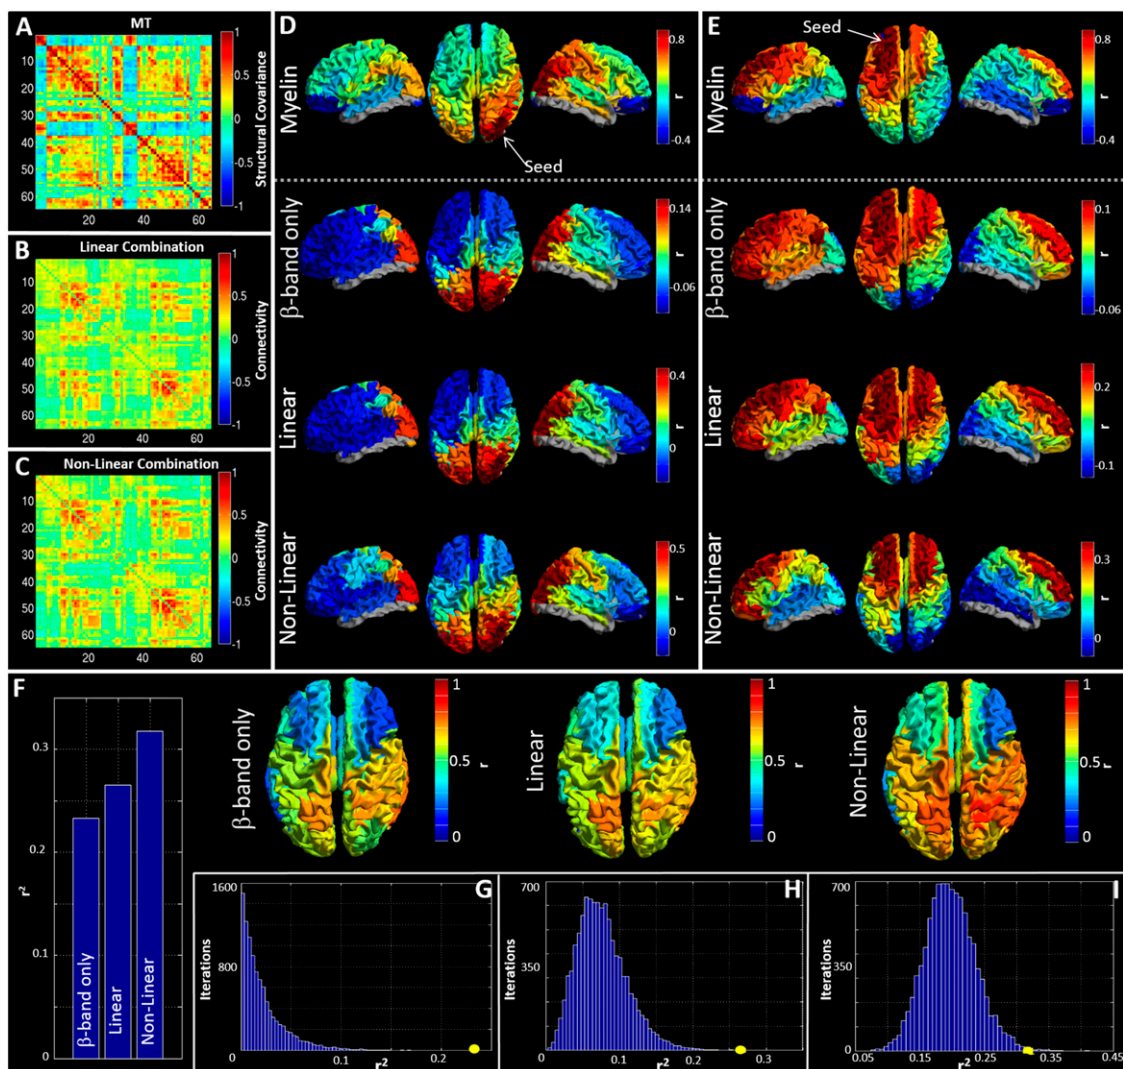 A
MT
10
20
30
40
50
60
20
40
60
1
0.5
0
-0.5
-1
Structural Covariance
B
Linear Combination
10
20
30
40
50
60
1
0.5
0
-0.5
-1
Connectivity
C
Non-Linear Combination
10
20
30
40
50
60
20
40
60
1
0.5
0
-0.5
-1
Connectivity
D
Myelin
Seed
0.8
r
-0.4
β-band only
0.14
r
-0.06
Linear
0.4
r
0
Non-Linear
0.5
r
0
E
Seed
Myelin
0.8
r
-0.4
β-band only
0.1
r
-0.06
Linear
0.2
r
-0.1
Non-Linear
0.3
r
0
F
0.3
0.2
0.1
0
r²
β-band only
Linear
Non-Linear
β-band only
1
0.5
0
r
Linear
1
0.5
0
r
Non-Linear
1
0.5
0
r
G
1600
800
0
Iterations
0.1
0.2
r²
H
700
350
0
Iterations
0
0.1
0.2
0.3
r²
I
700
350
0
Iterations
0.05
0.15
0.25
0.35
0.45
r²